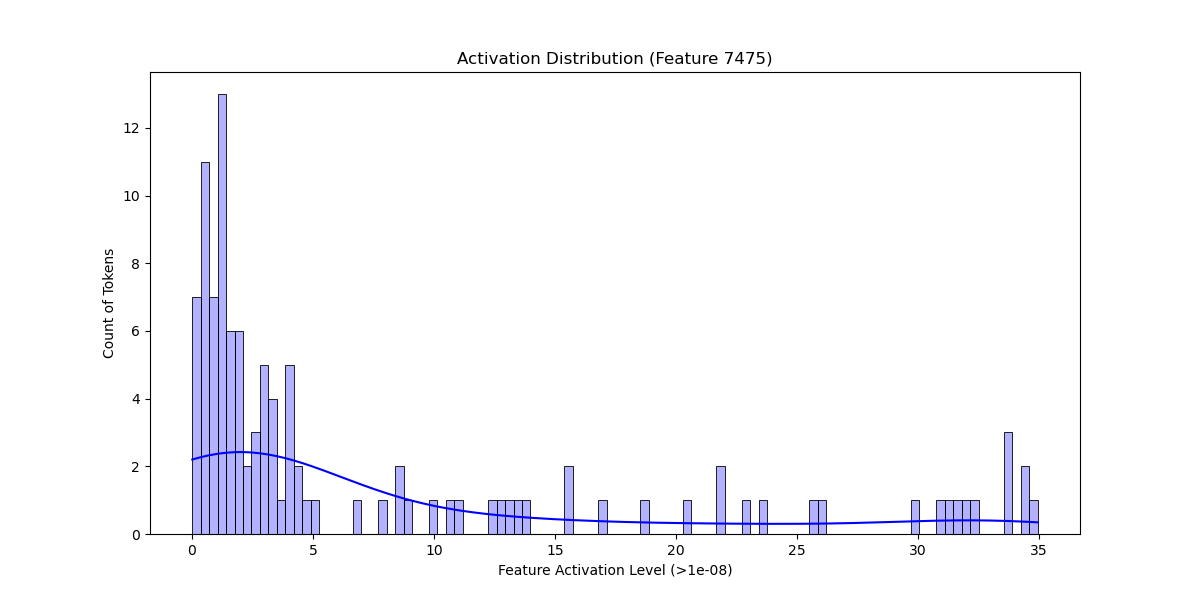 Activation Distribution (Feature 7475)
Count of Tokens
12
10
8
6
4
2
0
0 5 10 15 20 25 30 35
Feature Activation Level (>1e-08)